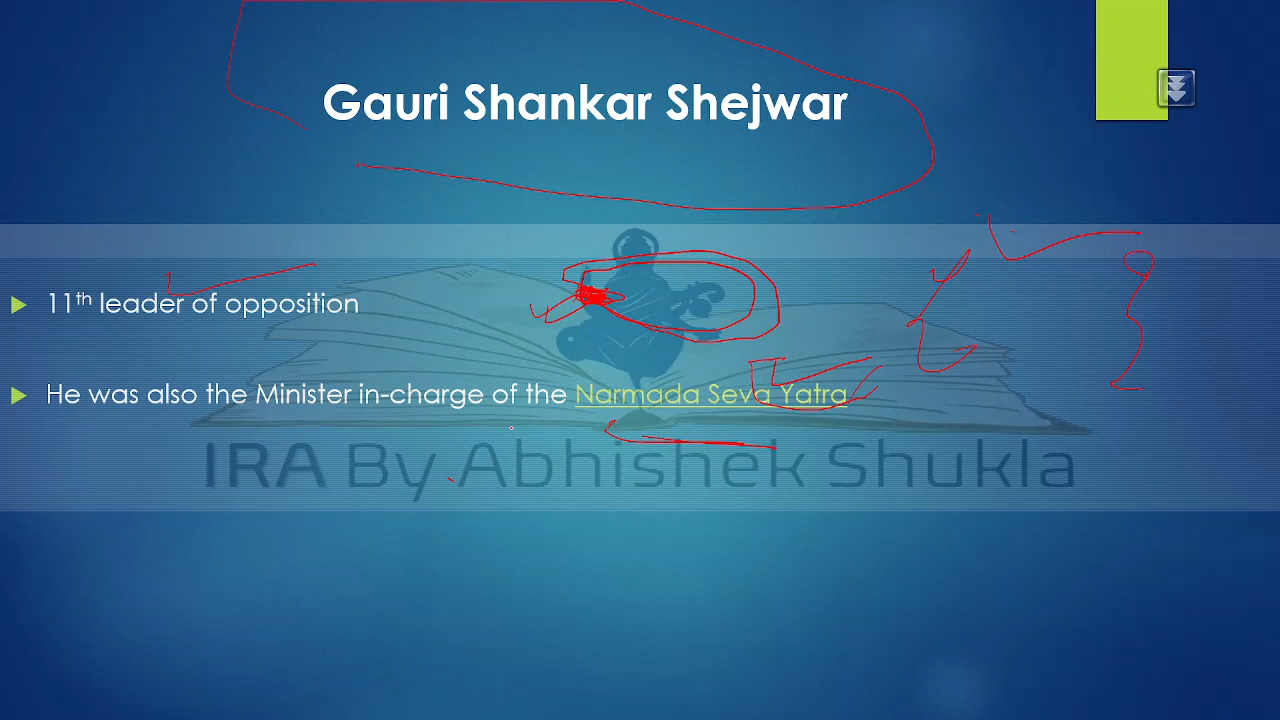 Gauri Shankar Shejwar
11th leader of opposition
He was also the Minister in-charge of the Narmada Seva Yatra
IRA By Abhishek Shukla